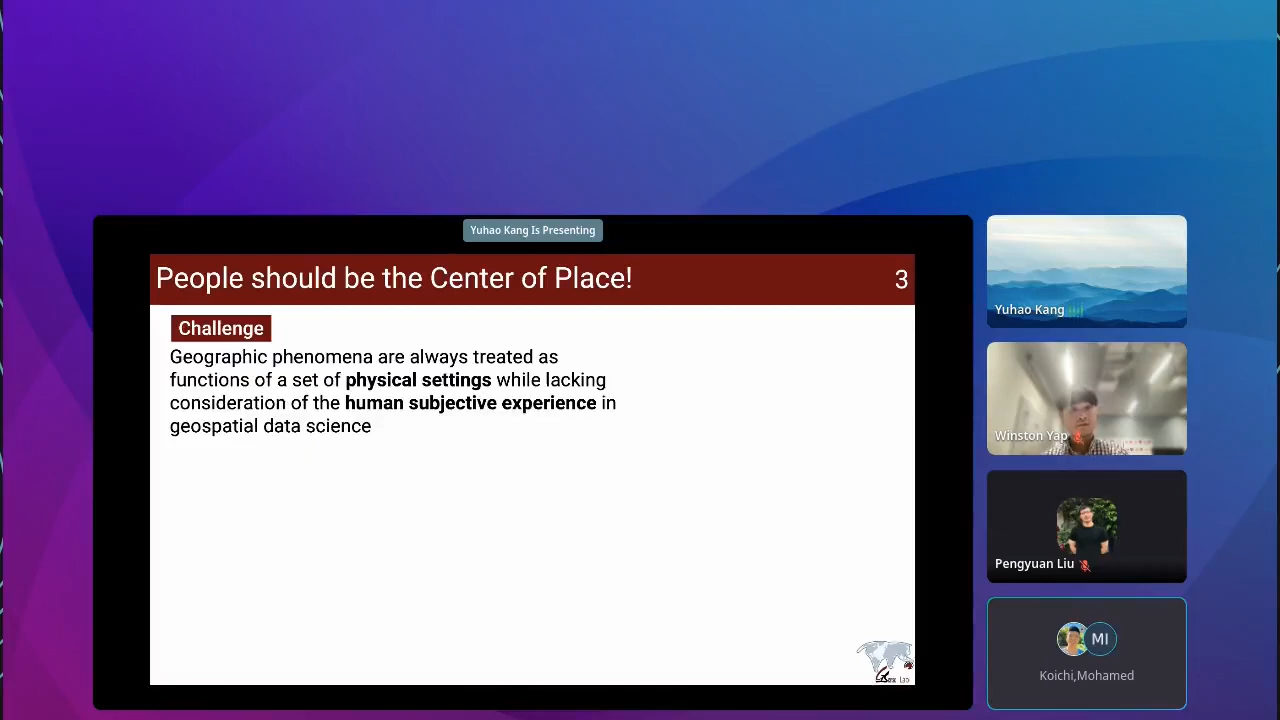 Yuhao Kang Is Presenting
People should be the Center of Place!
3
Challenge
Geographic phenomena are always treated as
functions of a set of physical settings while lacking
consideration of the human subjective experience in
geospatial data science
Lab
Yuhao Kang
Winston Yap
Pengyuan Liu
MI
Koichi,Mohamed